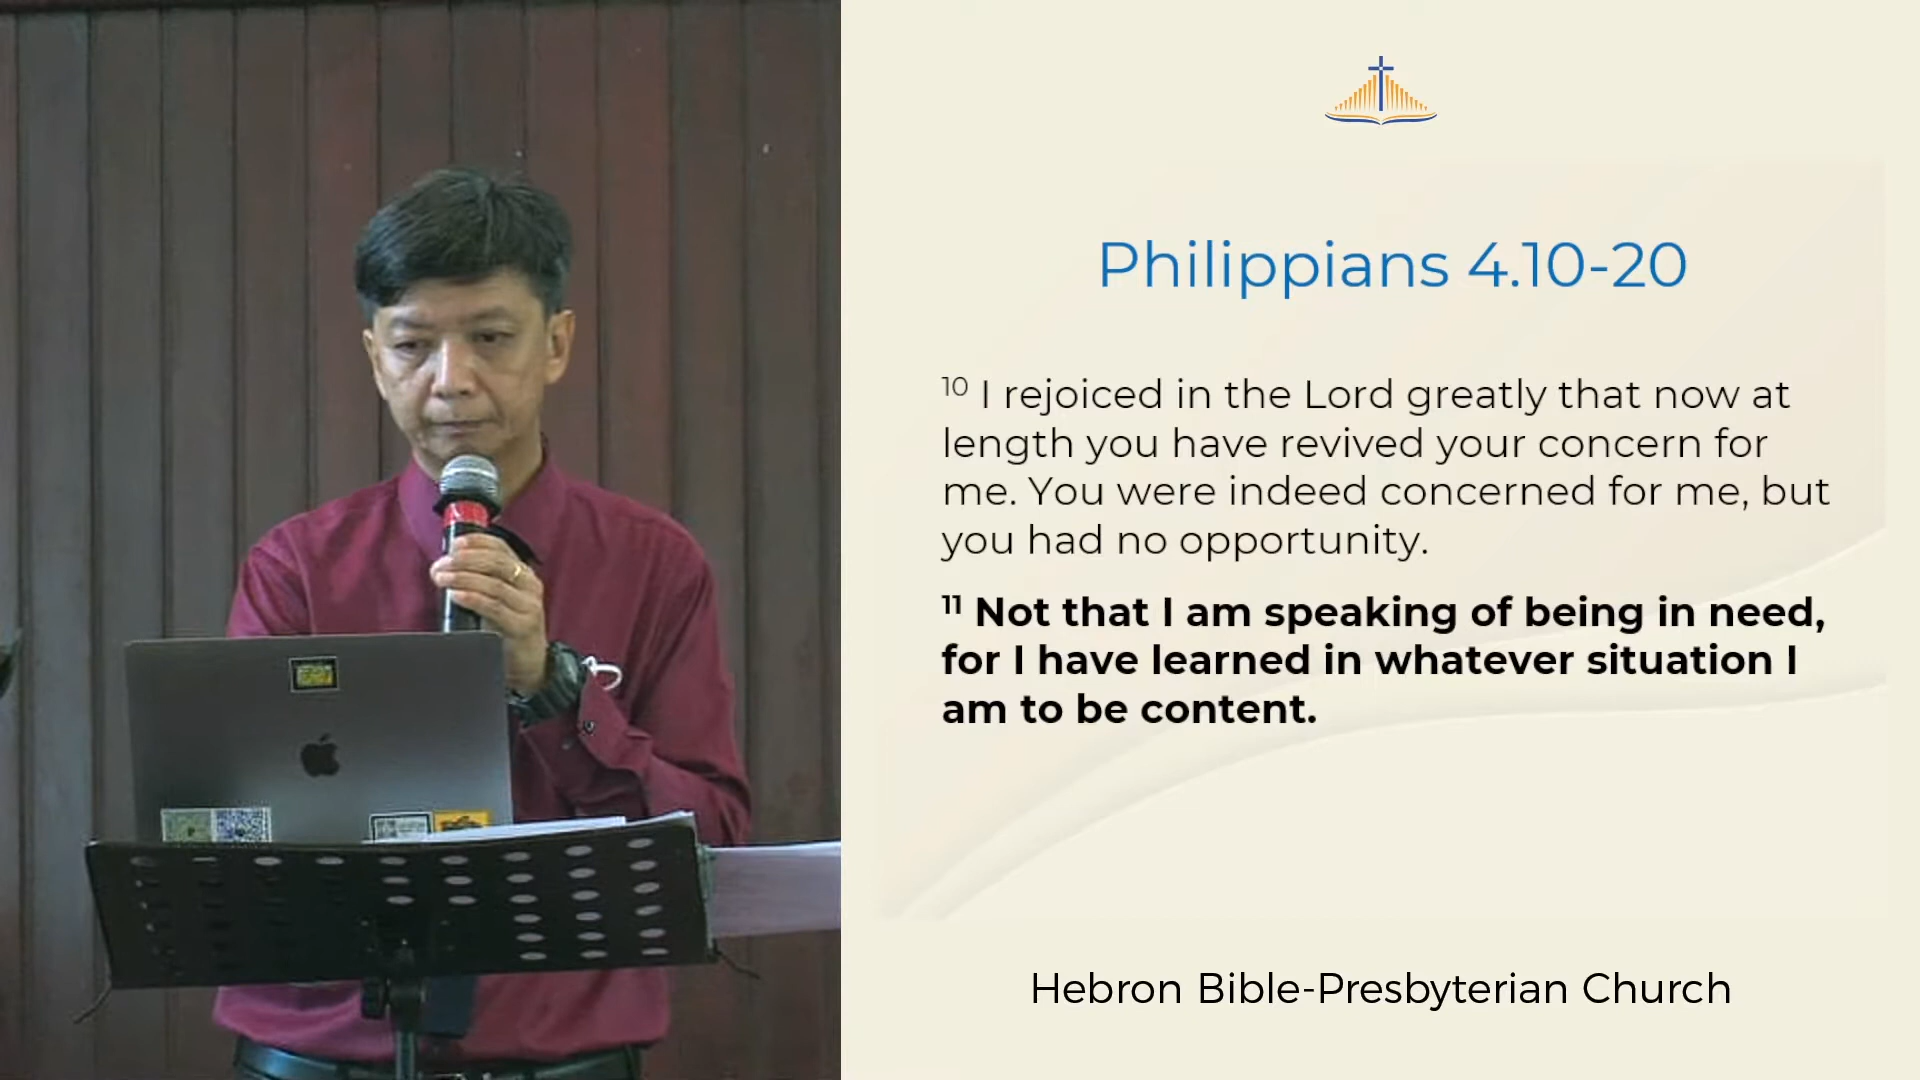 Philippians 4.10-20
10 I rejoiced in the Lord greatly that now at
length you have revived your concern for
me. You were indeed concerned for me, but
you had no opportunity.
11 Not that I am speaking of being in need,
for I have learned in whatever situation I
am to be content.
Hebron Bible-Presbyterian Church